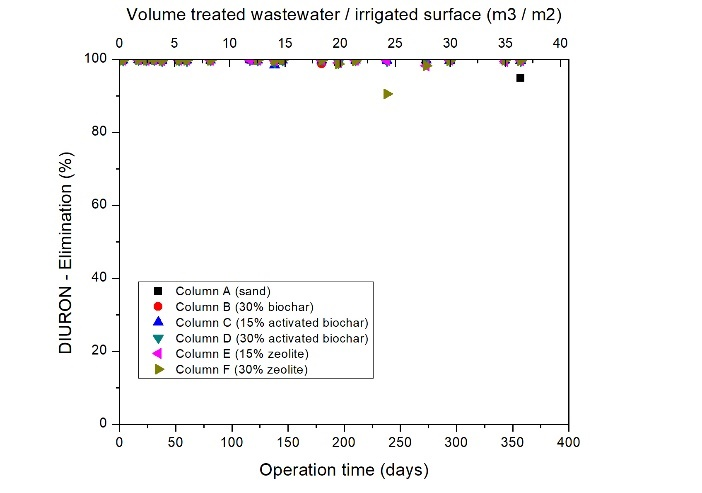 Volume treated wastewater / irrigated surface (m3 / m2)
0 5 10 15 20 25 30 35 40
100
80
60
40
20
0
DIURON - Elimination (%)
Column A (sand)
Column B (30% biochar)
Column C (15% activated biochar)
Column D (30% activated biochar)
Column E (15% zeolite)
Column F (30% zeolite)
0 50 100 150 200 250 300 350 400
Operation time (days)